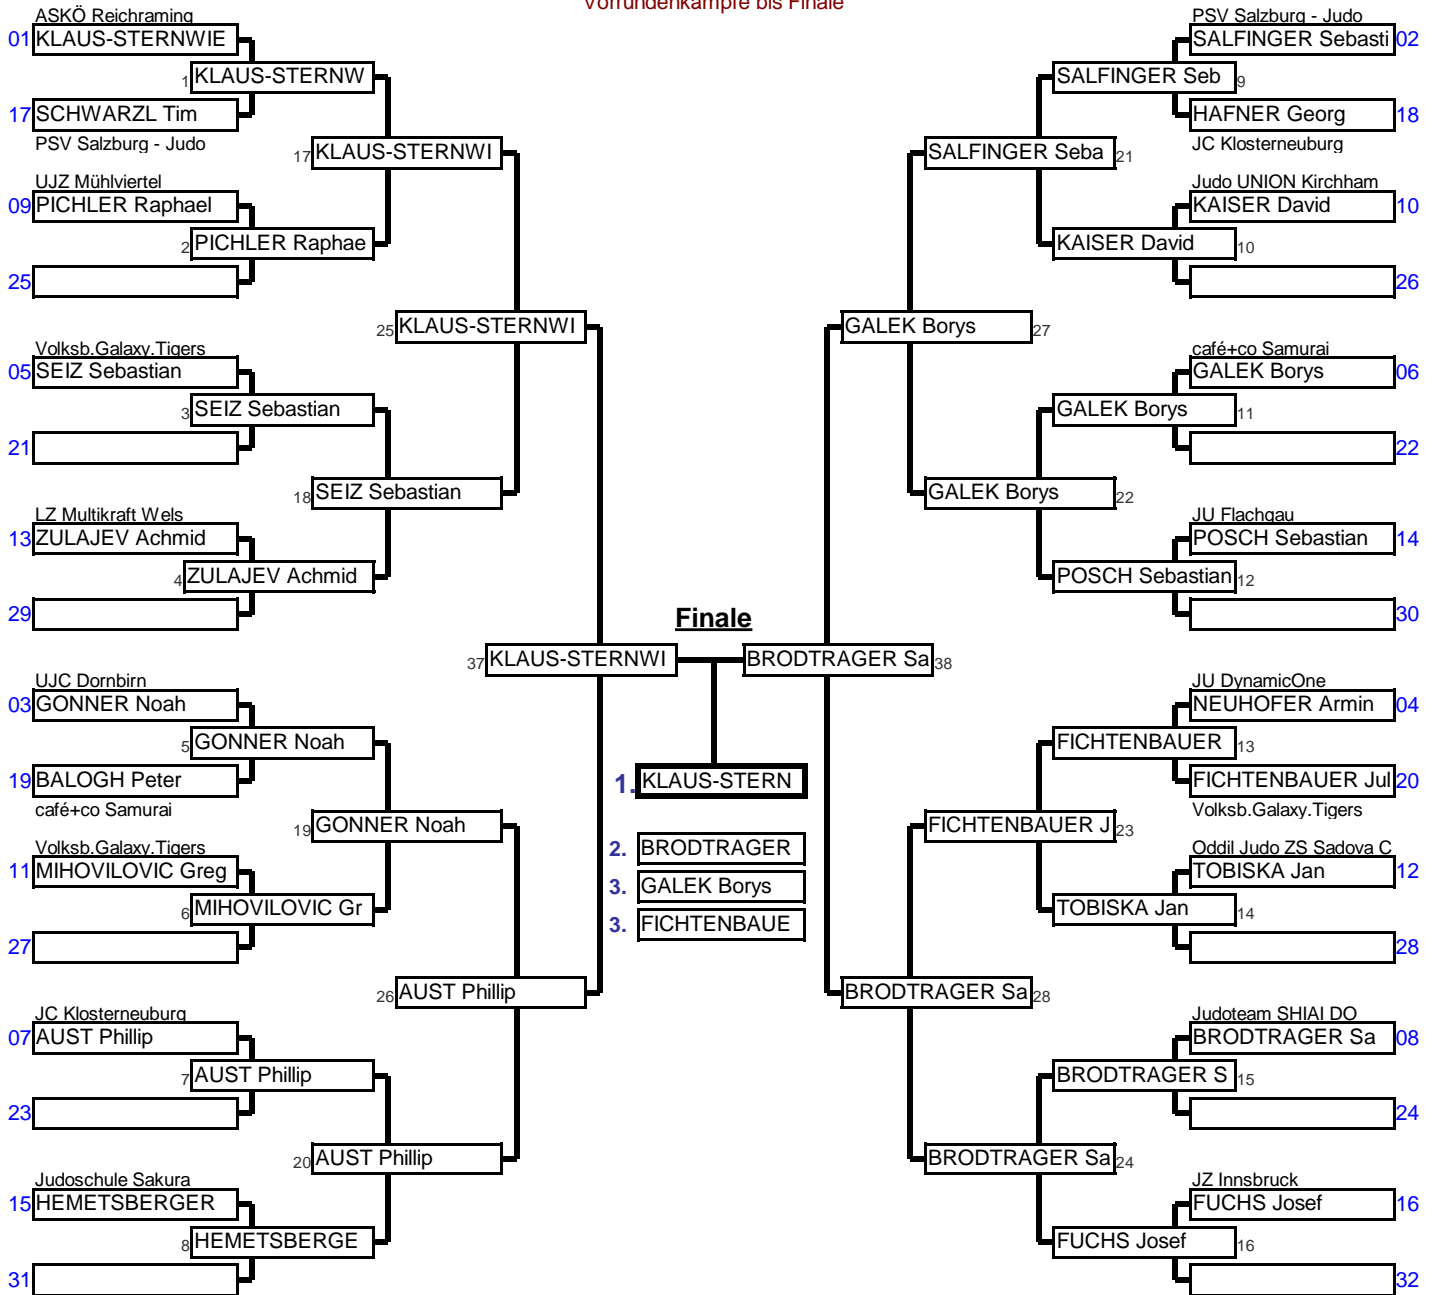 Vorrundenkämpfe bis Finale
ASKÖ Reichraming
01 KLAUS-STERNWIE
1 KLAUS-STERNW
17 SCHWARZL Tim
PSV Salzburg - Judo
17 KLAUS-STERNWI
UJZ Mühlviertel
09 PICHLER Raphael
2 PICHLER Raphae
25
25 KLAUS-STERNWI
Volksb.Galaxy.Tigers
05 SEIZ Sebastian
3 SEIZ Sebastian
21
18 SEIZ Sebastian
LZ Multikraft Wels
13 ZULAJEV Achmid
4 ZULAJEV Achmid
29
37 KLAUS-STERNWI
UJC Dornbirn
03 GONNER Noah
5 GONNER Noah
19 BALOGH Peter
café+co Samurai
19 GONNER Noah
Volksb.Galaxy.Tigers
11 MIHOVILOVIC Greg
6 MIHOVILOVIC Gr
27
26 AUST Phillip
JC Klosterneuburg
07 AUST Phillip
7 AUST Phillip
23
20 AUST Phillip
Judoschule Sakura
15 HEMETSBERGER
8 HEMETSBERGE
31
Finale
1. KLAUS-STERN
2. BRODTRAGER
3. GALEK Borys
3. FICHTENBAUE
PSV Salzburg - Judo
SALFINGER Sebasti 02
SALFINGER Seb 9
HAFNER Georg 18
JC Klosterneuburg
SALFINGER Seba 21
Judo UNION Kirchham
KAISER David 10
KAISER David 10
26
GALEK Borys 27
café+co Samurai
GALEK Borys 06
GALEK Borys 11
22
GALEK Borys 22
JU Flachgau
POSCH Sebastian 14
POSCH Sebastian 12
30
BRODTRAGER Sa 38
JU DynamicOne
NEUHOFER Armin 04
FICHTENBAUER 13
FICHTENBAUER Jul 20
Volksb.Galaxy.Tigers
FICHTENBAUER J 23
Oddil Judo ZS Sadova C
TOBISKA Jan 12
TOBISKA Jan 14
28
BRODTRAGER Sa 28
Judoteam SHIAI DO
BRODTRAGER Sa 08
BRODTRAGER S 15
24
BRODTRAGER Sa 24
JZ Innsbruck
FUCHS Josef 16
FUCHS Josef 16
32